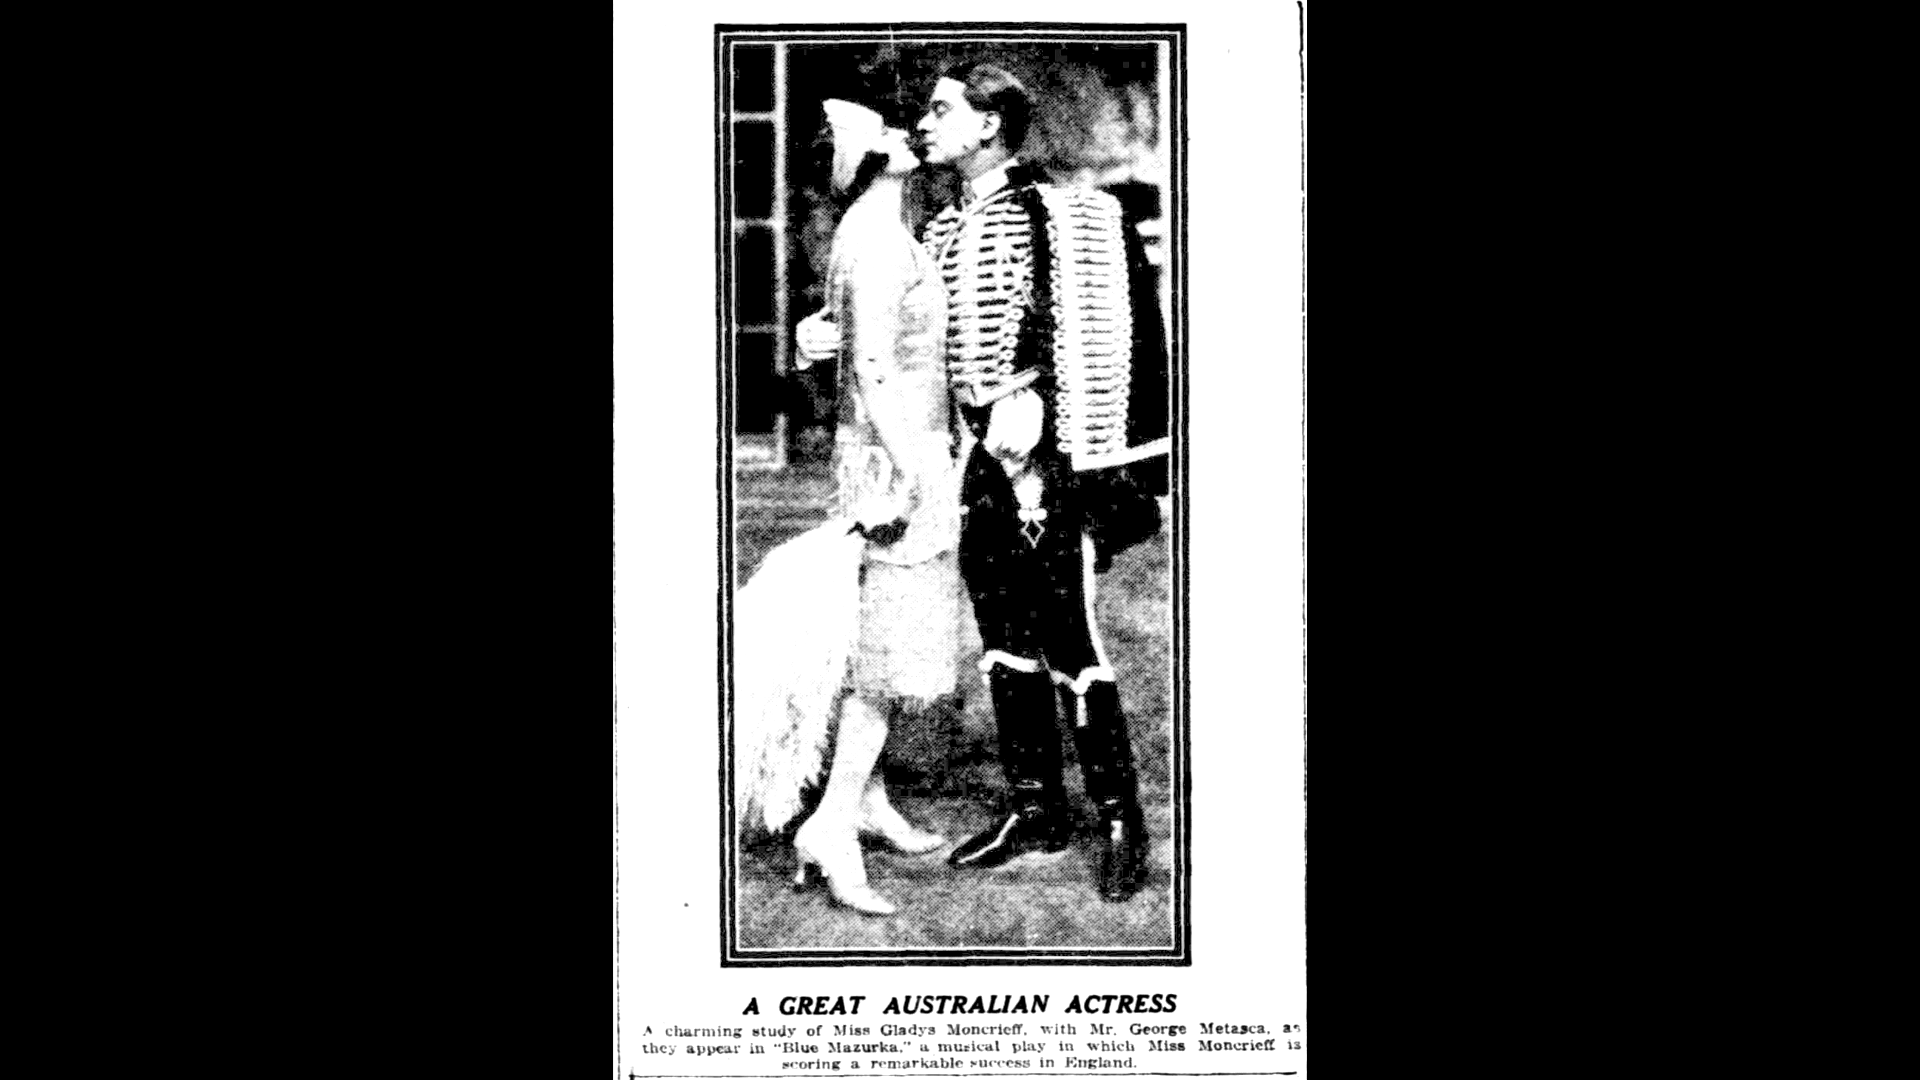 A GREAT AUSTRALIAN ACTRESS
A charming study of Miss Gladys Moncrieff, with Mr. George Metasca, as
they appear in "Blue Mazurka," a musical play in which Miss Moncrieff is
scoring a remarkable success in England.